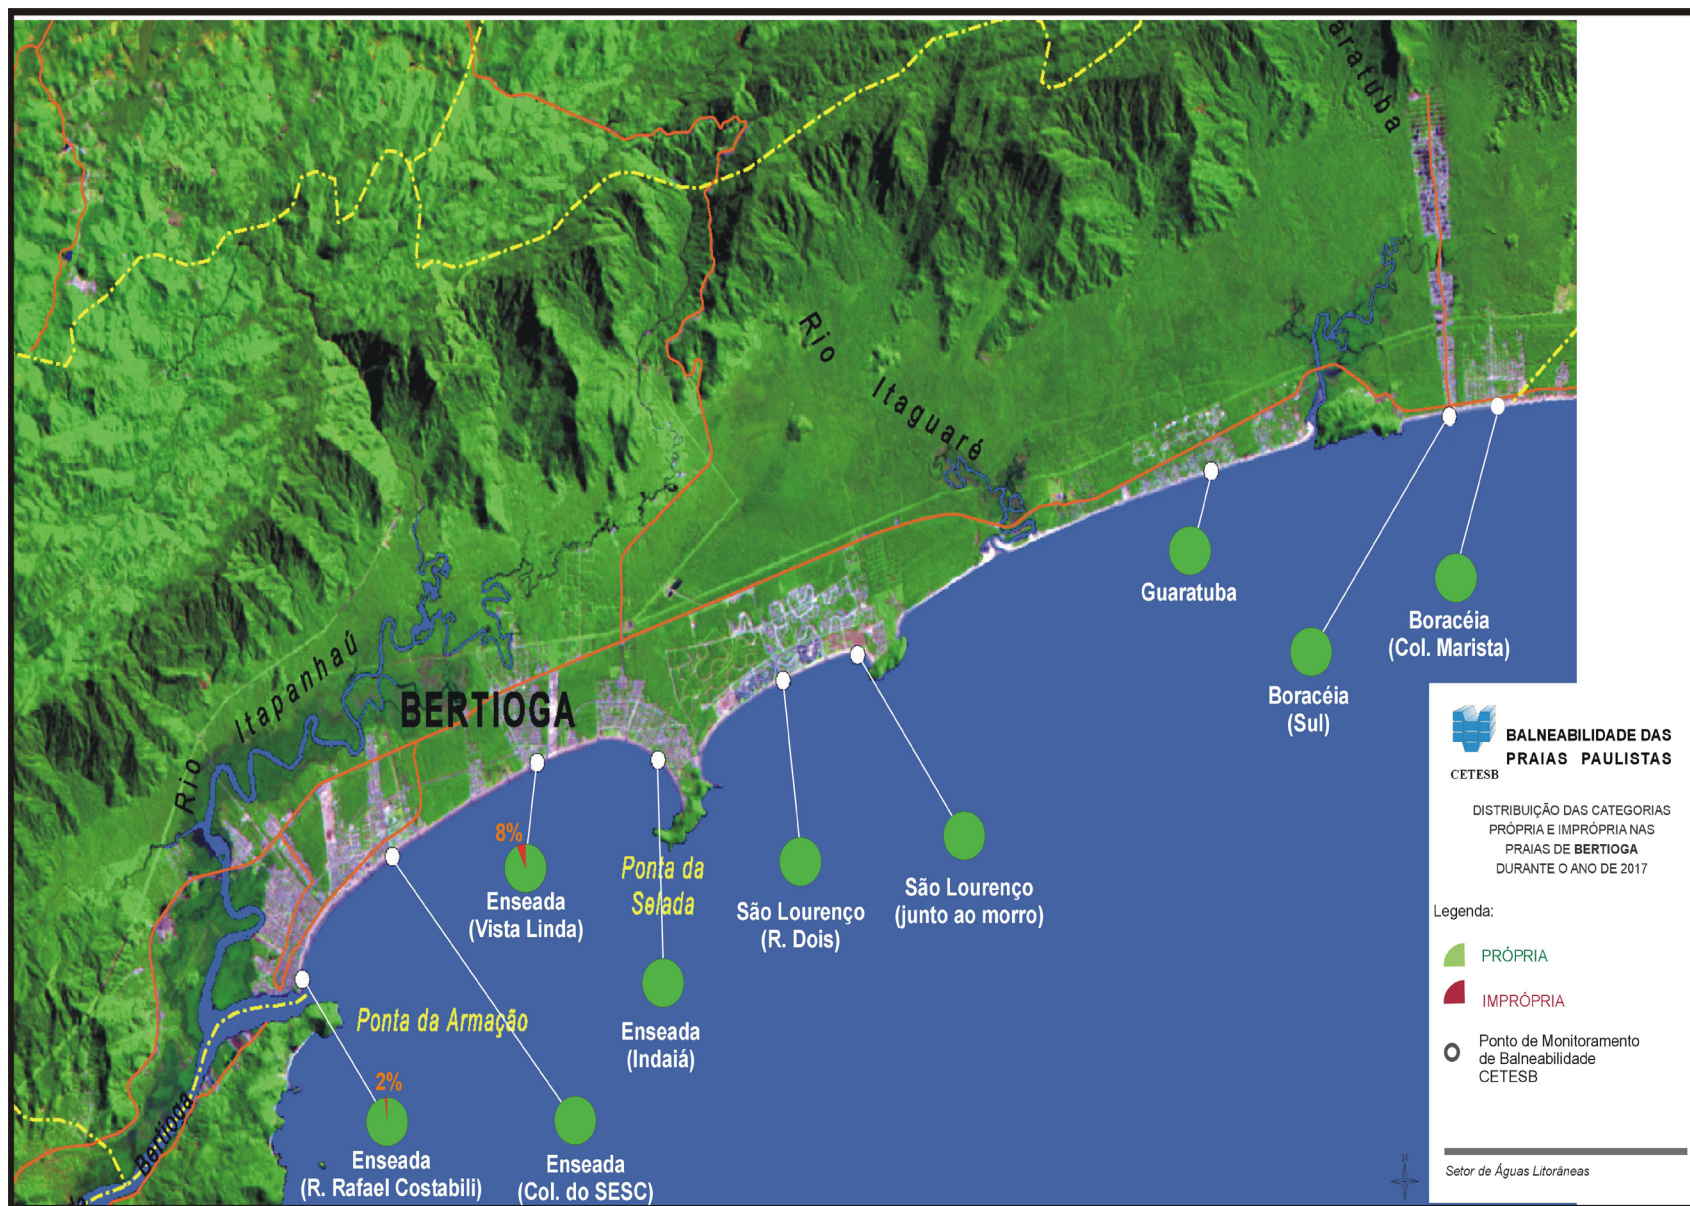 aratuba
Rio
Itaguaré
Rio
Itapanhaú
BERTIOGA
Guaratuba
Boracéia
(Col. Marista)
Boracéia
(Sul)
8%
Enseada
(Vista Linda)
Ponta da
Selada
São Lourenço
(R. Dois)
São Lourenço
(junto ao morro)
Ponta da Armação
Enseada
(Indaiá)
2%
Enseada
(R. Rafael Costabili)
Enseada
(Col. do SESC)
Bertioga
CETESB
BALNEABILIDADE DAS
PRAIAS PAULISTAS
DISTRIBUIÇÃO DAS CATEGORIAS
PRÓPRIA E IMPRÓPRIA NAS
PRAIAS DE BERTIOGA
DURANTE O ANO DE 2017
Legenda:
PRÓPRIA
IMPRÓPRIA
Ponto de Monitoramento
de Balneabilidade
CETESB
N
Setor de Águas Litorâneas